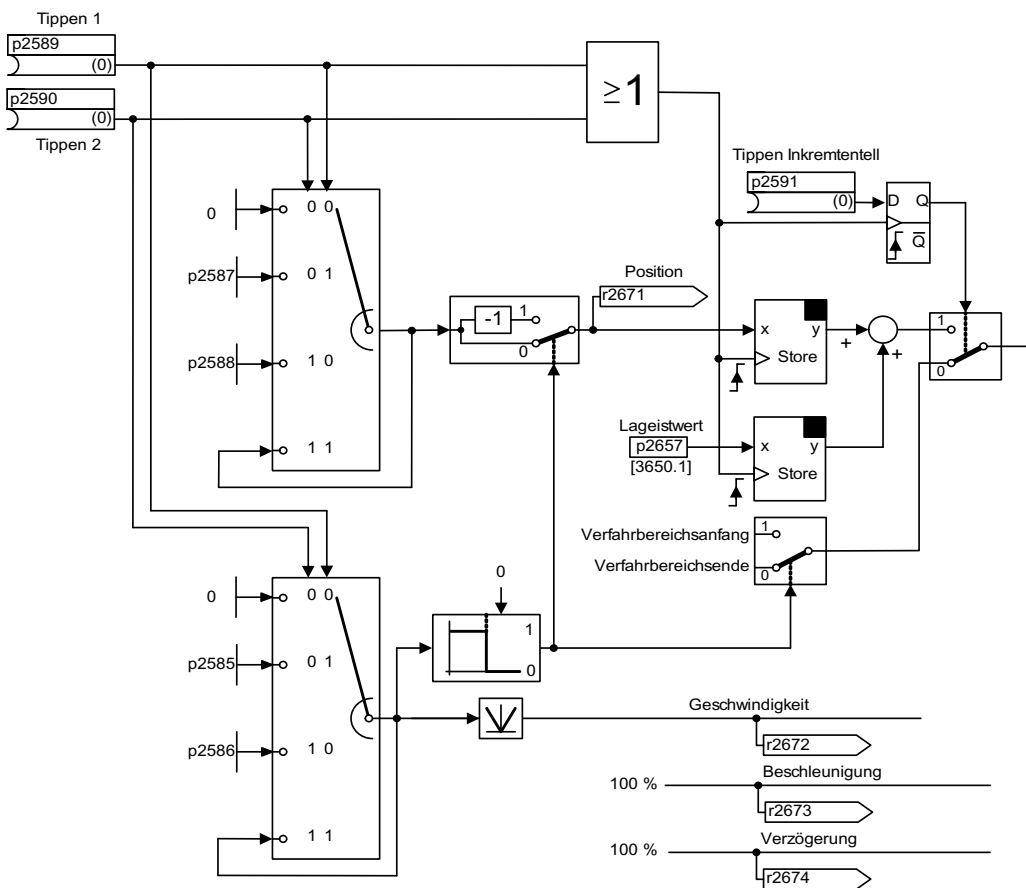 Tippen 1
p2589
(0)
p2590
(0)
Tippen 2
≥1
Tippen Inkrementell
p2591
(0)
D Q
Q
0
0 0
p2587
0 1
p2588
1 0
1 1
-1
1
0
Position
r2671
x y
Store
+
+
1
0
Lageistwert
p2657
[3650.1]
x y
Store
Verfahrbereichsanfang
1
Verfahrbereichsende
0
0
0 0
p2585
0 1
p2586
1 0
1 1
0
1
0
Geschwindigkeit
r2672
100 %
Beschleunigung
r2673
100 %
Verzögerung
r2674